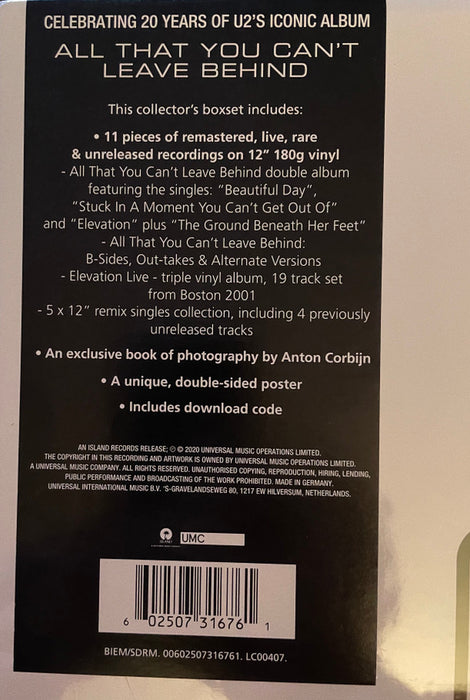 CELEBRATING 20 YEARS OF U2'S ICONIC ALBUM
ALL THAT YOU CAN'T
LEAVE BEHIND
This collector's boxset includes:
• 11 pieces of remastered, live, rare
& unreleased recordings on 12" 180g vinyl
- All That You Can't Leave Behind double album
featuring the singles: "Beautiful Day",
"Stuck In A Moment You Can't Get Out Of"
and "Elevation" plus "The Ground Beneath Her Feet"
- All That You Can't Leave Behind:
B-Sides, Out-takes & Alternate Versions
- Elevation Live - triple vinyl album, 19 track set
from Boston 2001
- 5 x 12" remix singles collection, including 4 previously
unreleased tracks
• An exclusive book of photography by Anton Corbijn
• A unique, double-sided poster
• Includes download code
AN ISLAND RECORDS RELEASE; ℗ © 2020 UNIVERSAL MUSIC OPERATIONS LIMITED.
THE COPYRIGHT IN THIS RECORDING AND ARTWORK IS OWNED BY UNIVERSAL MUSIC OPERATIONS LIMITED.
A UNIVERSAL MUSIC COMPANY. ALL RIGHTS RESERVED. UNAUTHORISED COPYING, REPRODUCTION, HIRING, LENDING,
PUBLIC PERFORMANCE AND BROADCASTING OF THE WORK PROHIBITED. MADE IN GERMANY.
UNIVERSAL INTERNATIONAL MUSIC B.V. 'S-GRAVELANDSEWEG 80, 1217 EW HILVERSUM, NETHERLANDS.
ISLAND UMC
6 02507 31676 1
BIEM/SDRM. 00602507316761. LC00407.